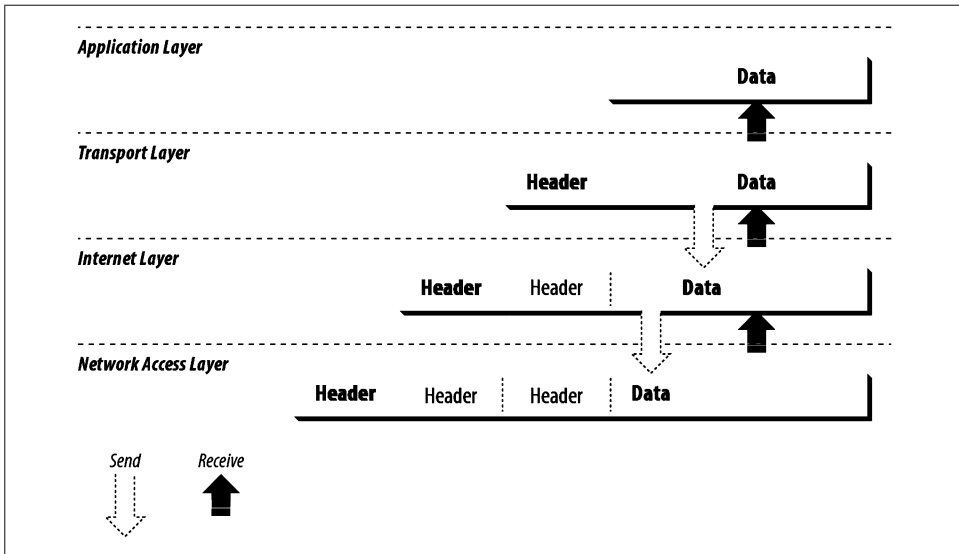 Application Layer
Data
Transport Layer
Header Data
Internet Layer
Header Header Data
Network Access Layer
Header Header Header Data
Send Receive